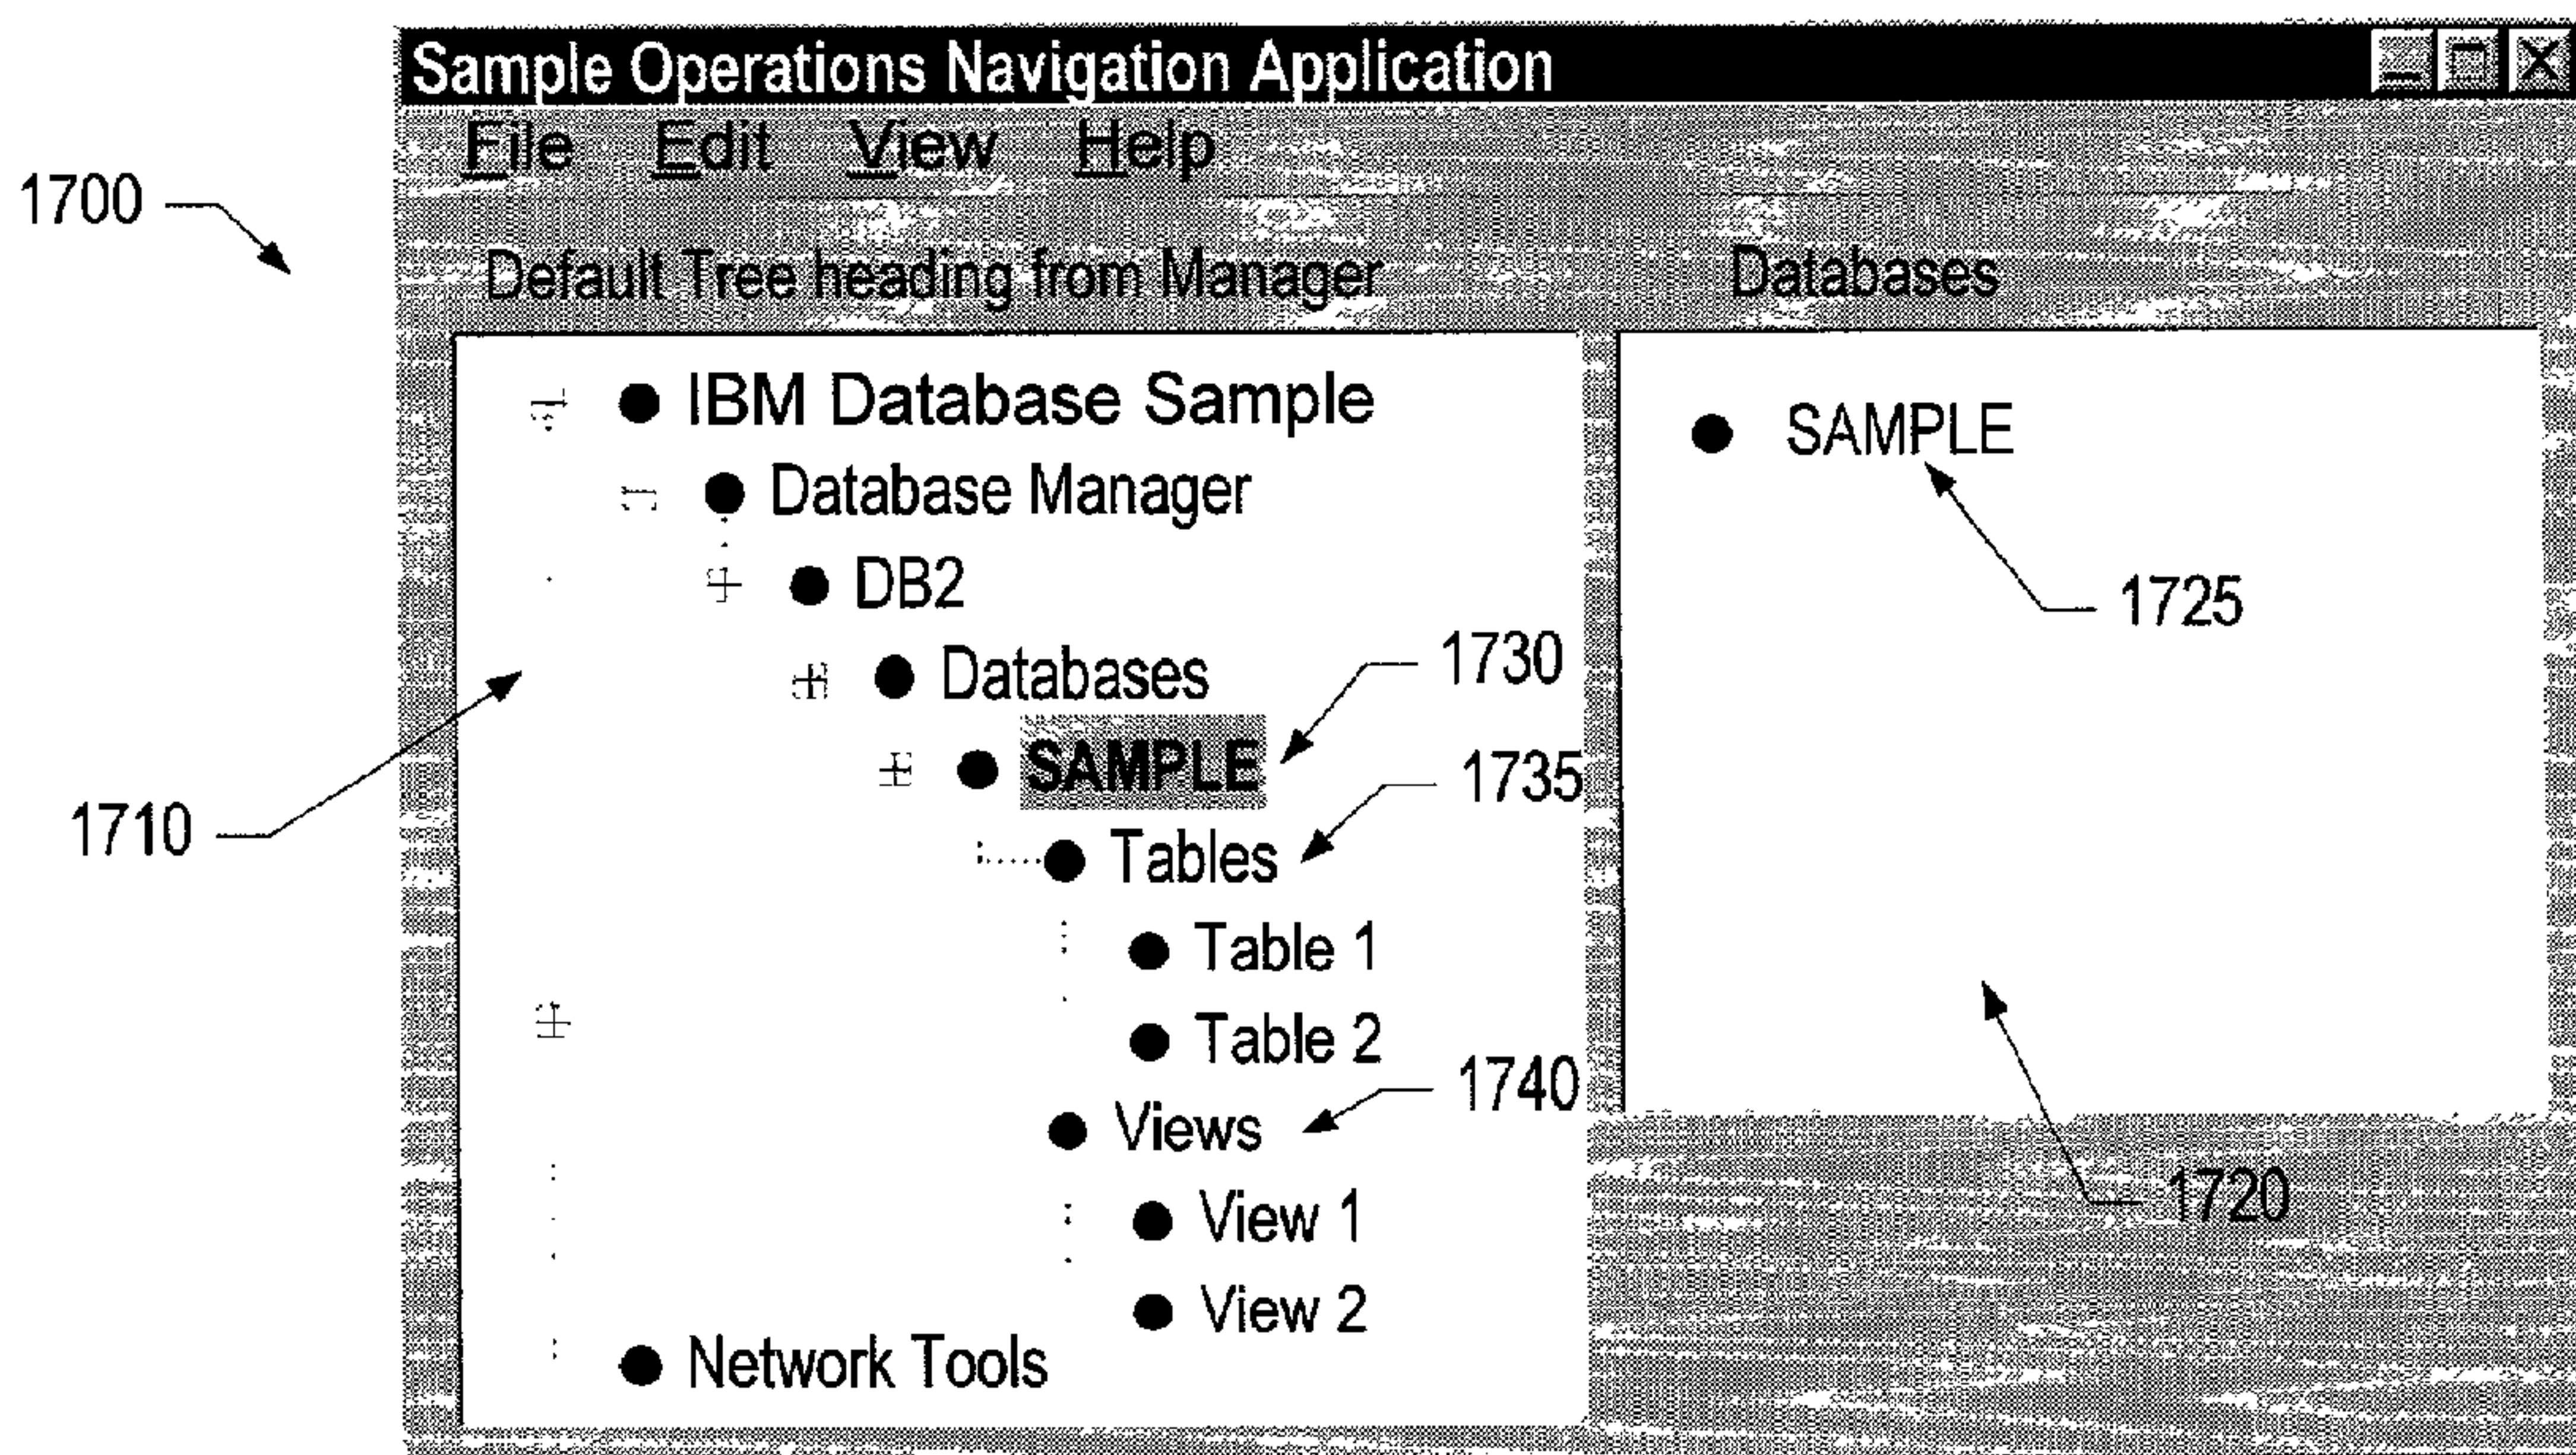 Sample Operations Navigation Application
File Edit View Help
1700
Default Tree heading from Manager Databases
IBM Database Sample
SAMPLE
Database Manager
DB2
1725
Databases
1730
SAMPLE
1735
1710
Tables
Table 1
Table 2
1740
Views
1720
View 1
View 2
Network Tools